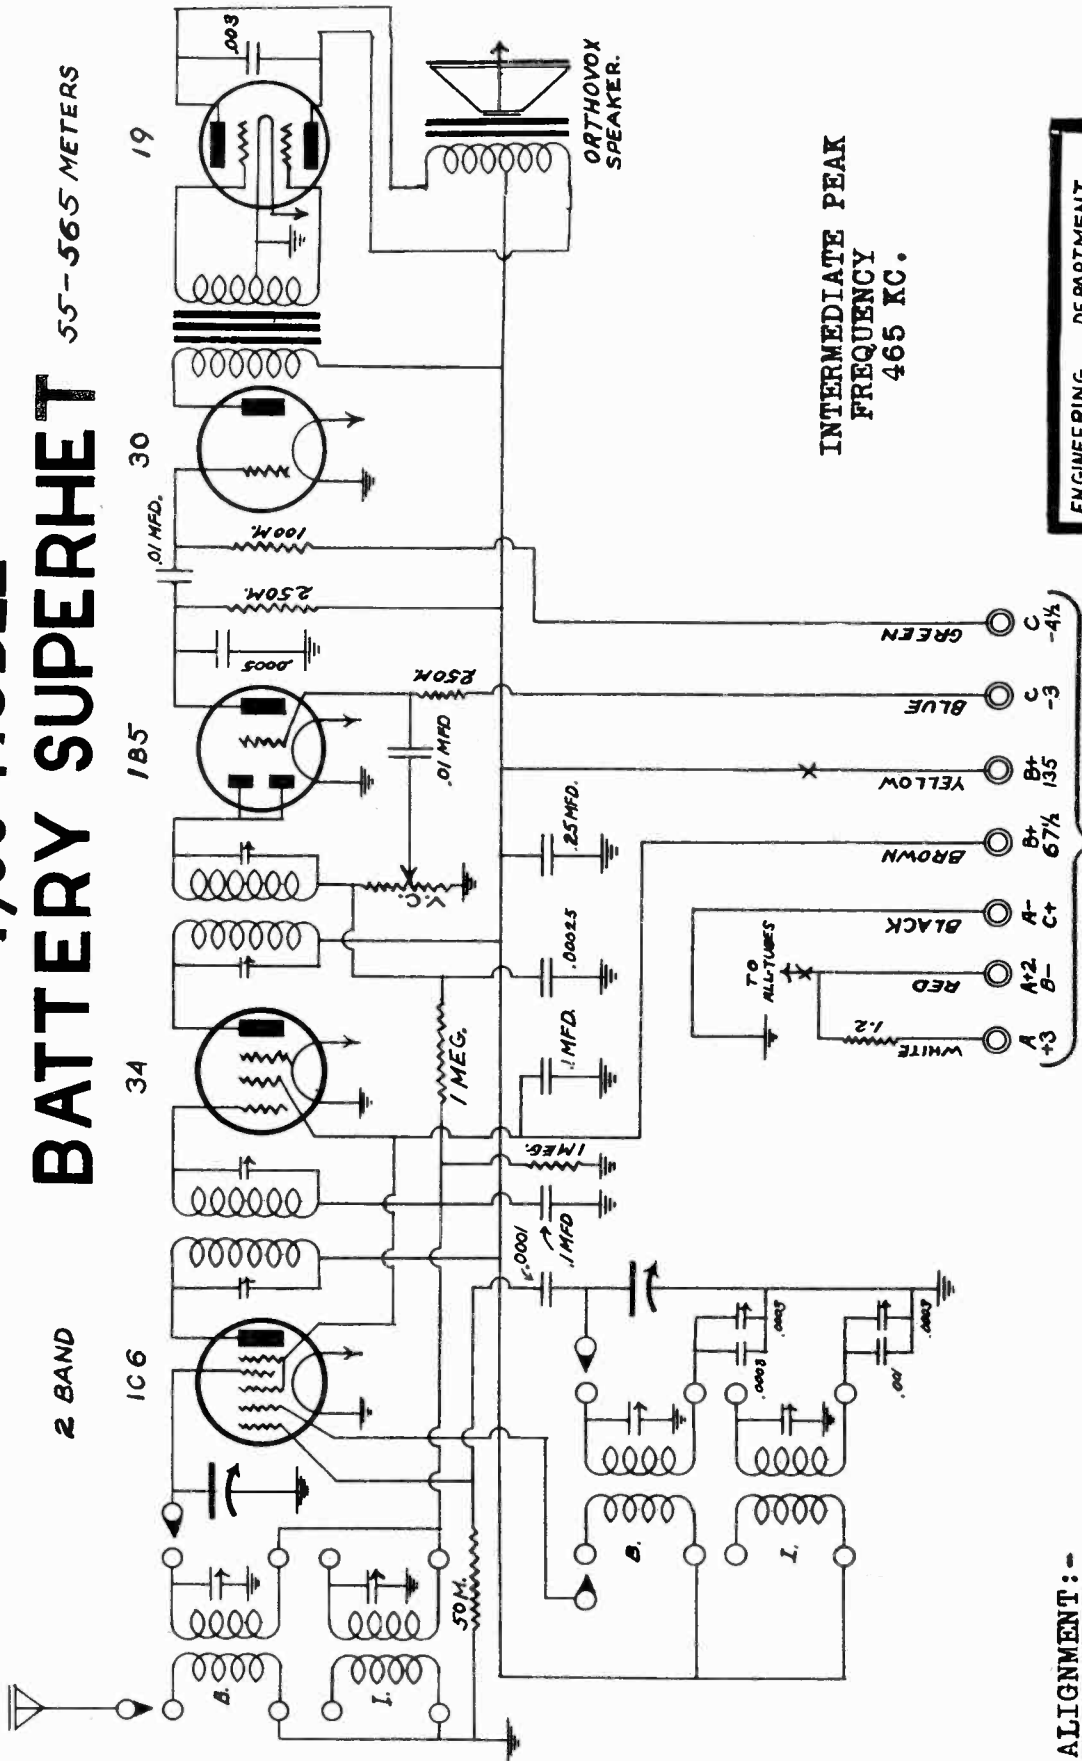 BATTERY SUPERHET
2 BAND
55-565 METERS
1C6
34
1B5
30
19
.01 MFD.
.003
.0005
250M.
100M.
250M.
.01 MFD
V.C.
ORTHOVOX
SPEAKER.
1 MEG.
1 MEG.
.00025
.25 MFD.
.1 MFD.
.0001
.1 MFD
50 M.
B.
I.
B.
I.
.0003
.0003
.001
.0003
INTERMEDIATE PEAK
FREQUENCY
465 KC.
TO
ALL-TUBES
1.2
WHITE
RED
BLACK
BROWN
YELLOW
BLUE
GREEN
A
+3
A+2
B-
A-
C+
B+
67½
B+
135
C
-3
C
-4½
ENGINEERING DEPARTMENT
ALIGNMENT:-